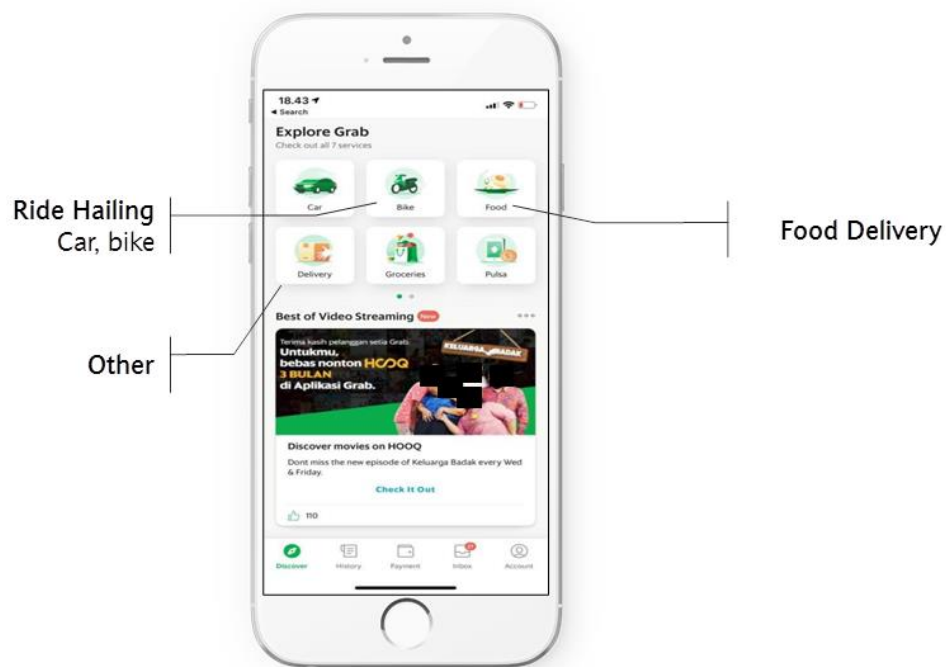 18.43
Search
Explore Grab
Check out all 7 services
Car
Bike
Food
Ride Hailing
Car, bike
Food Delivery
Delivery
Groceries
Pulsa
Other
Best of Video Streaming New
Terima kasih pelanggan setia Grab.
Untukmu,
bebas nonton HOOQ
3 BULAN
di Aplikasi Grab.
KELUARGA BADAK
Discover movies on HOOQ
Dont miss the new episode of Keluarga Badak every Wed
& Friday.
Check It Out
110
Discover
History
Payment
Inbox
Account